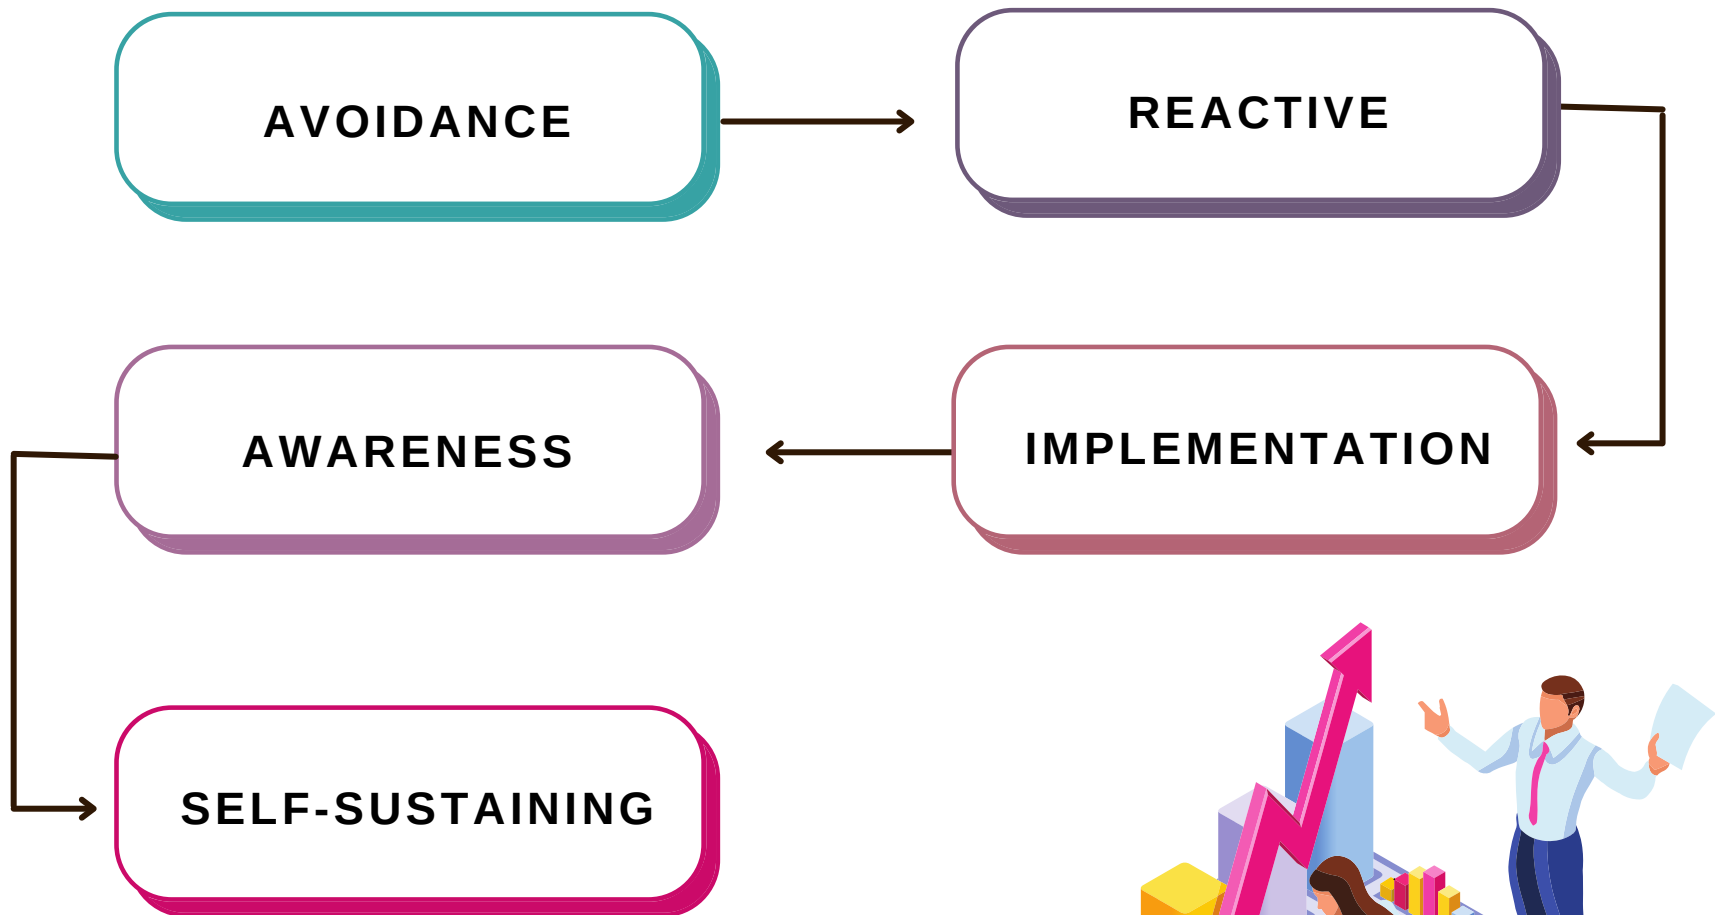 AVOIDANCE
REACTIVE
IMPLEMENTATION
AWARENESS
SELF-SUSTAINING